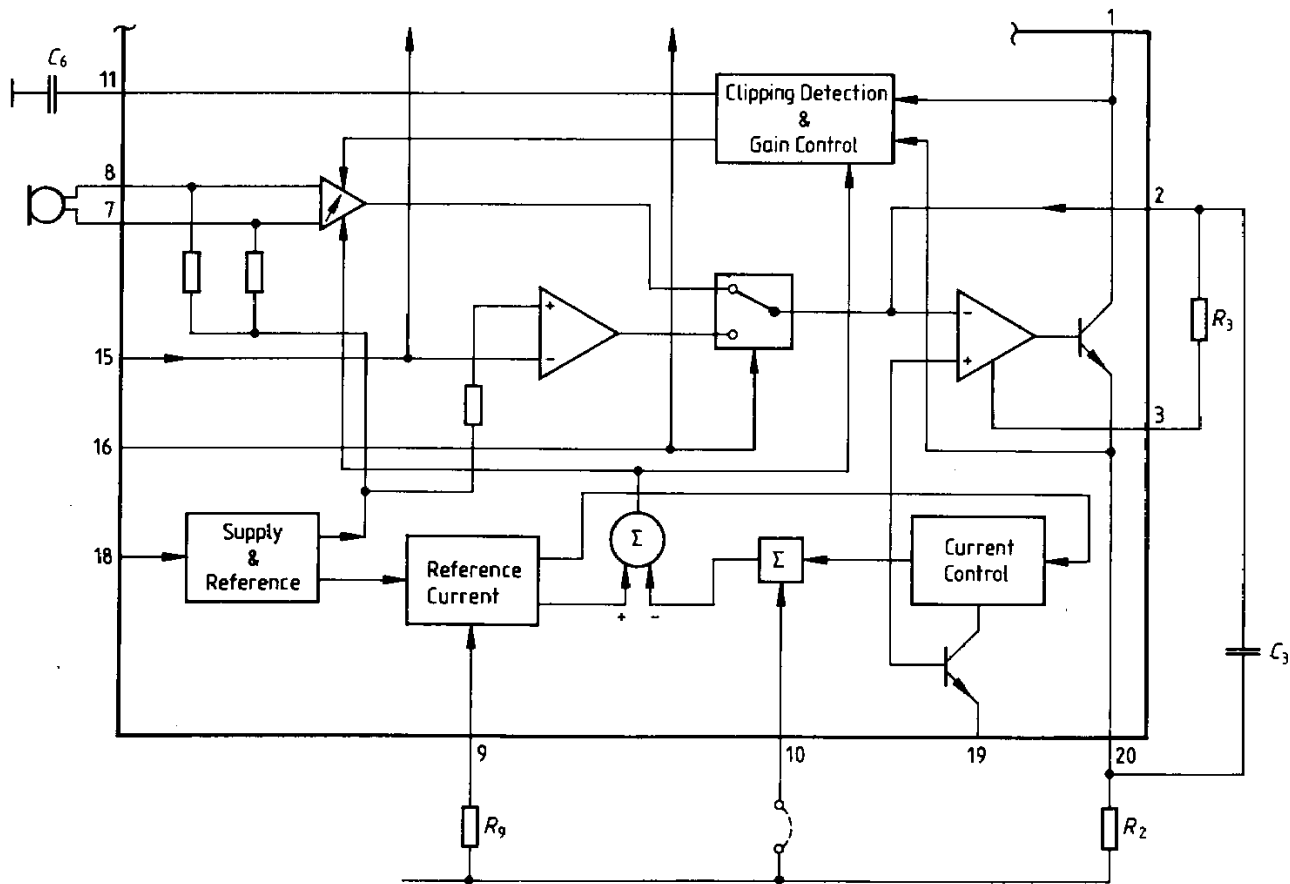 1
C6
11
Clipping Detection
&
Gain Control
8
7
2
+
-
-
+
R3
15
3
16
18
Supply
&
Reference
Reference
Current
Σ
Σ
Current
Control
+ -
C3
9
10
19
20
R9
R2